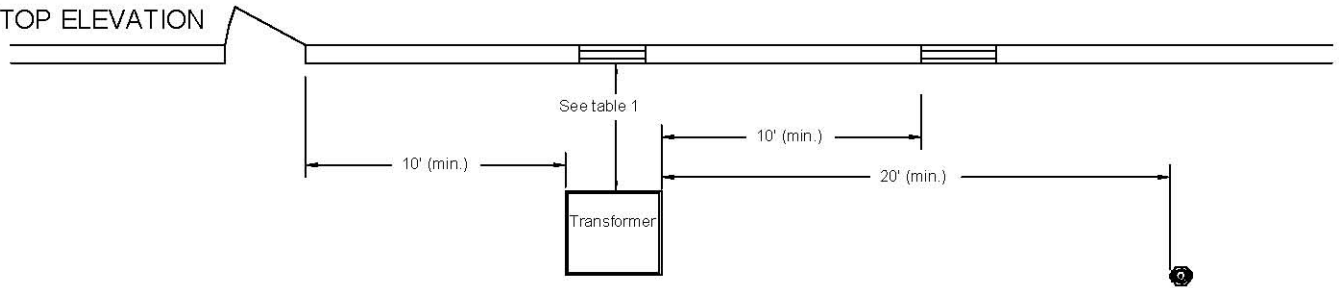 TOP ELEVATION
See table 1
10' (min.)
10' (min.)
20' (min.)
Transformer